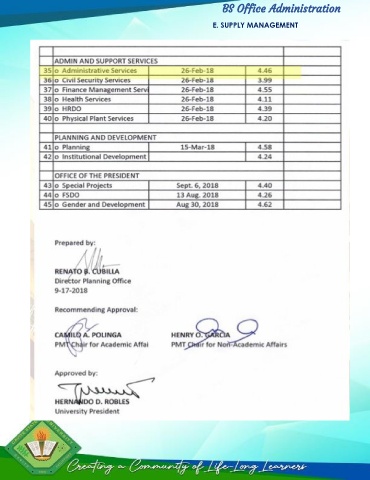 BS Office Administration
E. SUPPLY MANAGEMENT
ADMIN AND SUPPORT SERVICES
35 o Administrative Services 26-Feb-18 4.46
36 o Civil Security Services 26-Feb-18 3.99
37 o Finance Management Servi 26-Feb-18 4.55
38 o Health Services 26-Feb-18 4.11
39 o HRDO 26-Feb-18 4.39
40 o Physical Plant Services 26-Feb-18 4.20
PLANNING AND DEVELOPMENT
41 o Planning 15-Mar-18 4.58
42 o Institutional Development 4.24
OFFICE OF THE PRESIDENT
43 o Special Projects Sept. 6, 2018 4.40
44 o FSDO 13 Aug. 2018 4.26
45 o Gender and Development Aug 30, 2018 4.62
Prepared by:
RENATO B. CUBILLA
Director Planning Office
9-17-2018
Recommending Approval:
CAMILO A. POLINGA HENRY O. GARCIA
PMT Chair for Academic Affai PMT Chair for Non-Academic Affairs
Approved by:
HERNANDO D. ROBLES
University President
Creating a Community of Life-Long Learners